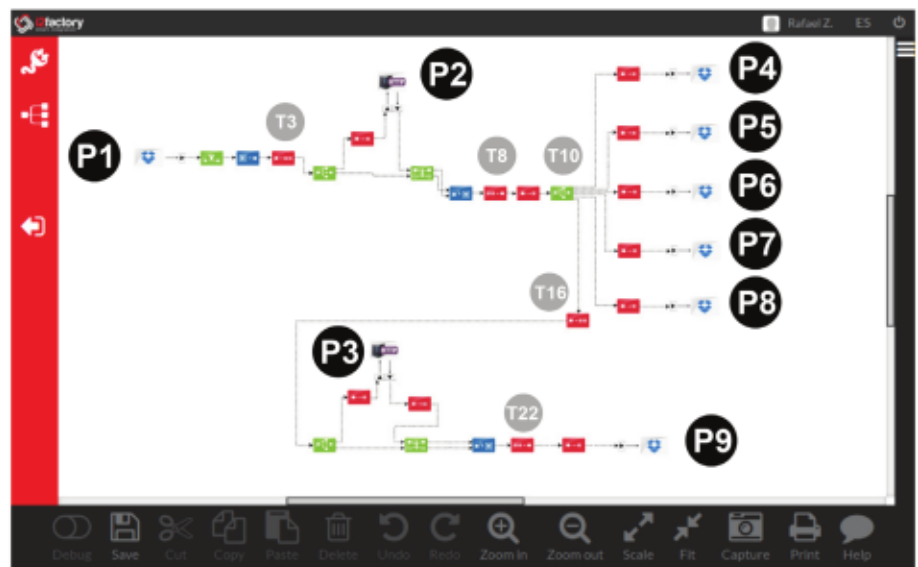 i3factory
Rafael Z. ES
P2
P4
T3
P5
P1
T8 T10
P6
P7
T16
P8
P3
T22
P9
Debug Save Cut Copy Paste Delete Undo Redo Zoom in Zoom out Scale Fit Capture Print Help